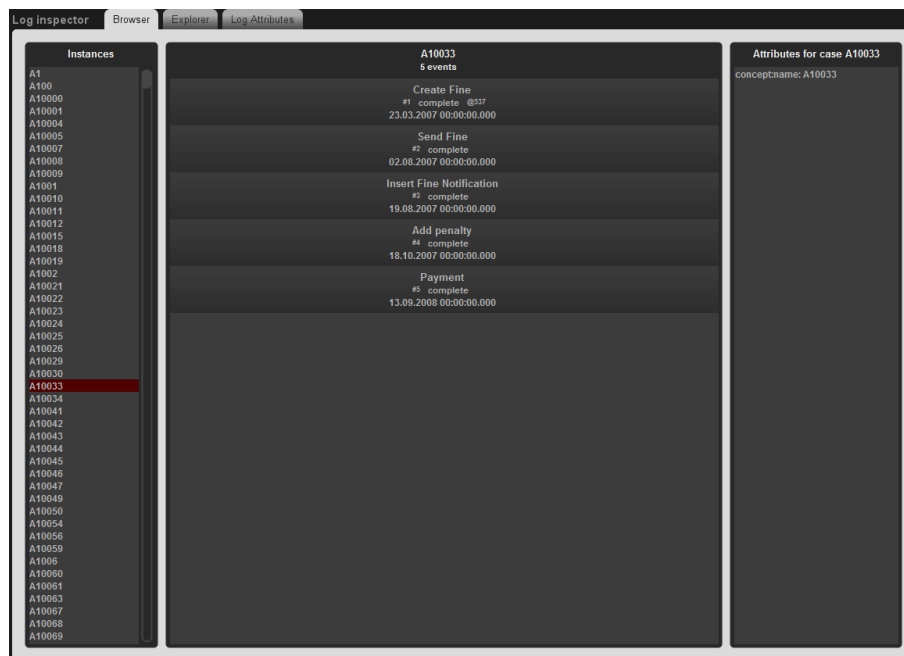 Log inspector Browser Explorer Log Attributes
Instances
A1
A100
A10000
A10001
A10004
A10005
A10007
A10008
A10009
A1001
A10010
A10011
A10012
A10015
A10018
A10019
A1002
A10021
A10022
A10023
A10024
A10025
A10026
A10029
A10030
A10033
A10034
A10041
A10042
A10043
A10044
A10045
A10046
A10047
A10049
A10050
A10054
A10056
A10059
A1006
A10060
A10061
A10063
A10067
A10068
A10069
A10033
5 events
Create Fine
#1 complete @537
23.03.2007 00:00:00.000
Send Fine
#2 complete
02.08.2007 00:00:00.000
Insert Fine Notification
#3 complete
19.08.2007 00:00:00.000
Add penalty
#4 complete
18.10.2007 00:00:00.000
Payment
#5 complete
13.09.2008 00:00:00.000
Attributes for case A10033
concept:name: A10033